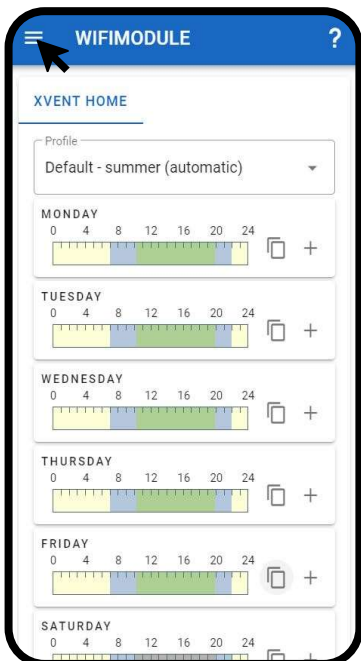 WIFIMODULE ?
XVENT HOME
Profile
Default - summer (automatic)
MONDAY
0 4 8 12 16 20 24
+
TUESDAY
0 4 8 12 16 20 24
+
WEDNESDAY
0 4 8 12 16 20 24
+
THURSDAY
0 4 8 12 16 20 24
+
FRIDAY
0 4 8 12 16 20 24
+
SATURDAY
0 4 8 12 16 20 24
+